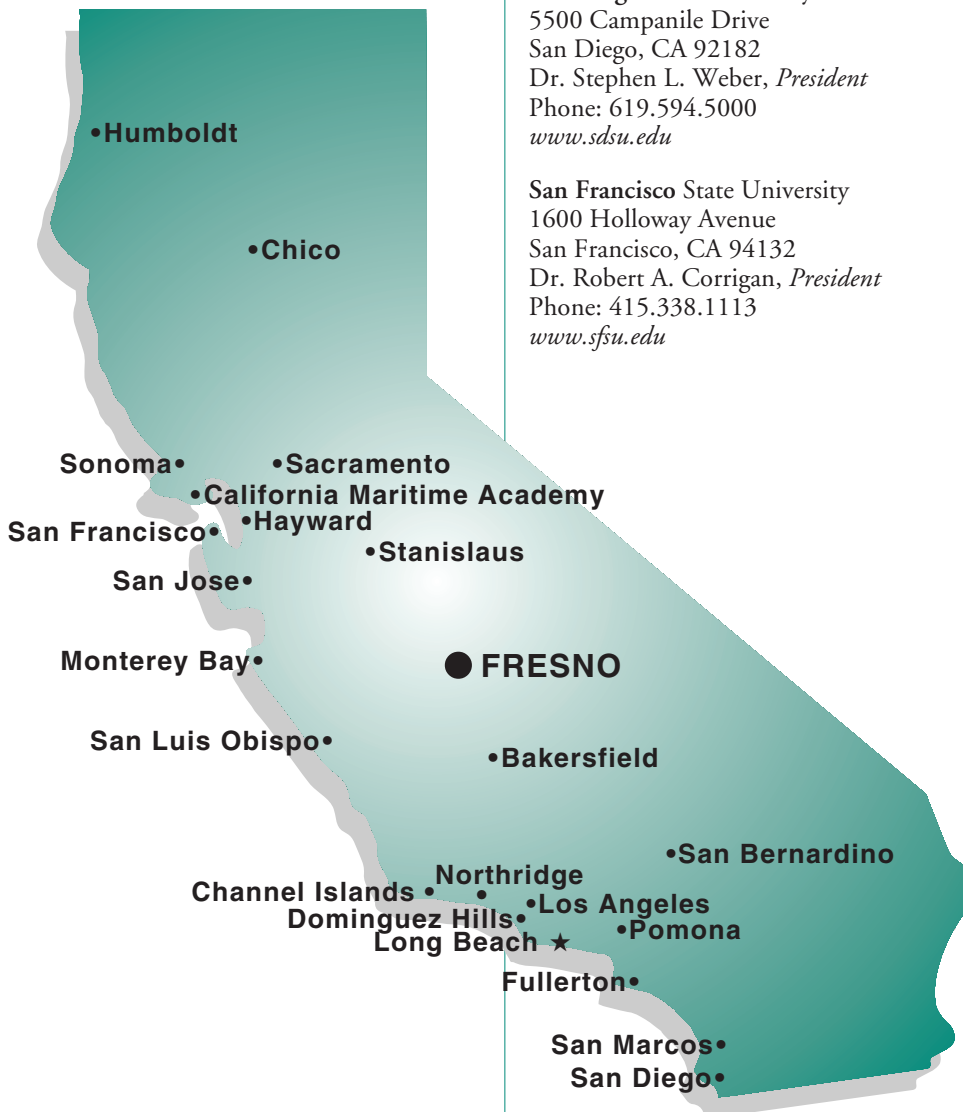 5500 Campanile Drive
San Diego, CA 92182
Dr. Stephen L. Weber, President
Phone: 619.594.5000
www.sdsu.edu
San Francisco State University
1600 Holloway Avenue
San Francisco, CA 94132
Dr. Robert A. Corrigan, President
Phone: 415.338.1113
www.sfsu.edu
•Humboldt
•Chico
Sonoma•
•Sacramento
•California Maritime Academy
•Hayward
San Francisco•
•Stanislaus
San Jose•
Monterey Bay•
● FRESNO
San Luis Obispo•
•Bakersfield
•San Bernardino
Northridge
Channel Islands •
•Los Angeles
Dominguez Hills•
•Pomona
Long Beach ★
Fullerton•
San Marcos•
San Diego•